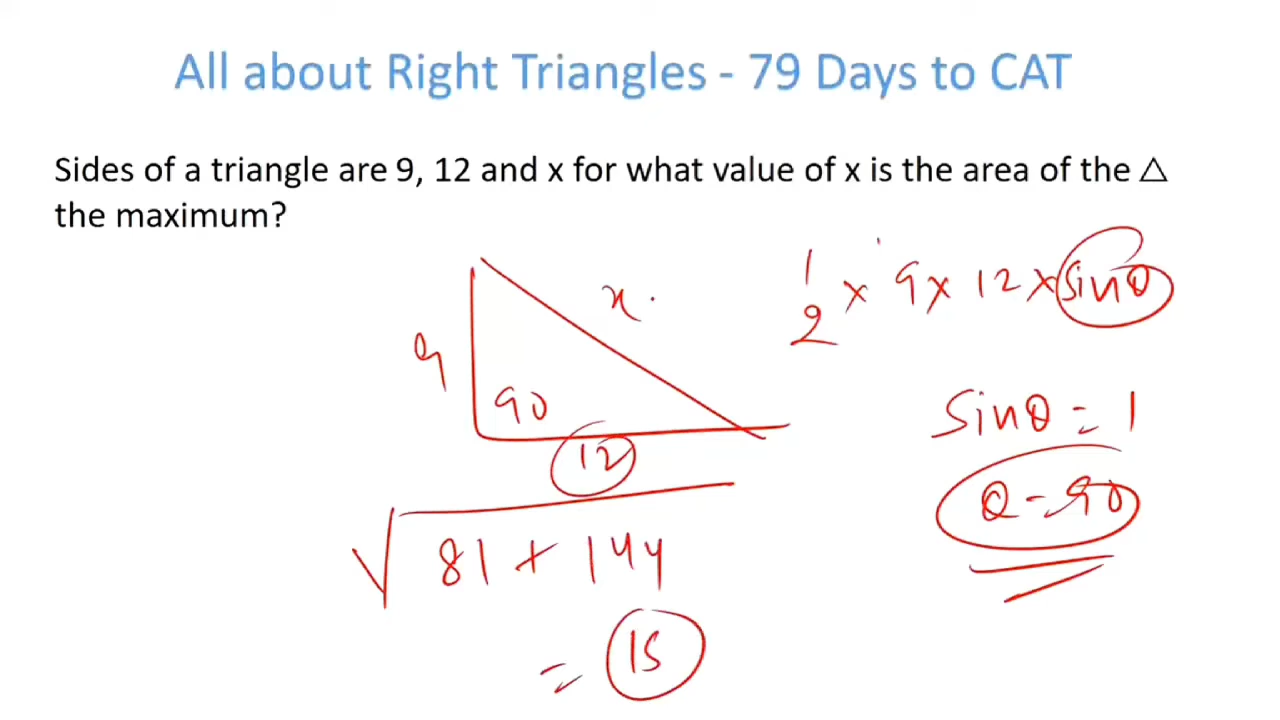 All about Right Triangles - 79 Days to CAT
Sides of a triangle are 9, 12 and x for what value of x is the area of the △
the maximum?
1/2 × 9 × 12 × sinθ
x
9
90
sinθ = 1
12
θ = 90
√81 + 144
= 15